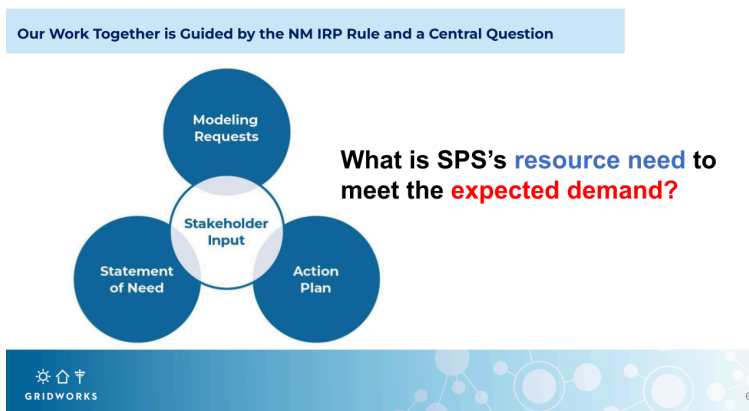 Our Work Together is Guided by the NM IRP Rule and a Central Question
Modeling
Requests
What is SPS's resource need to
meet the expected demand?
Stakeholder
Input
Statement
of Need
Action
Plan
GRIDWORKS
6